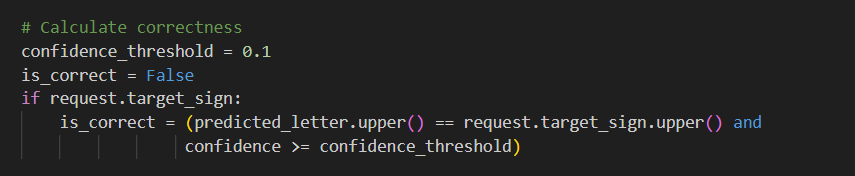 # Calculate correctness
confidence_threshold = 0.1
is_correct = False
if request.target_sign:
    is_correct = (predicted_letter.upper() == request.target_sign.upper() and
                confidence >= confidence_threshold)